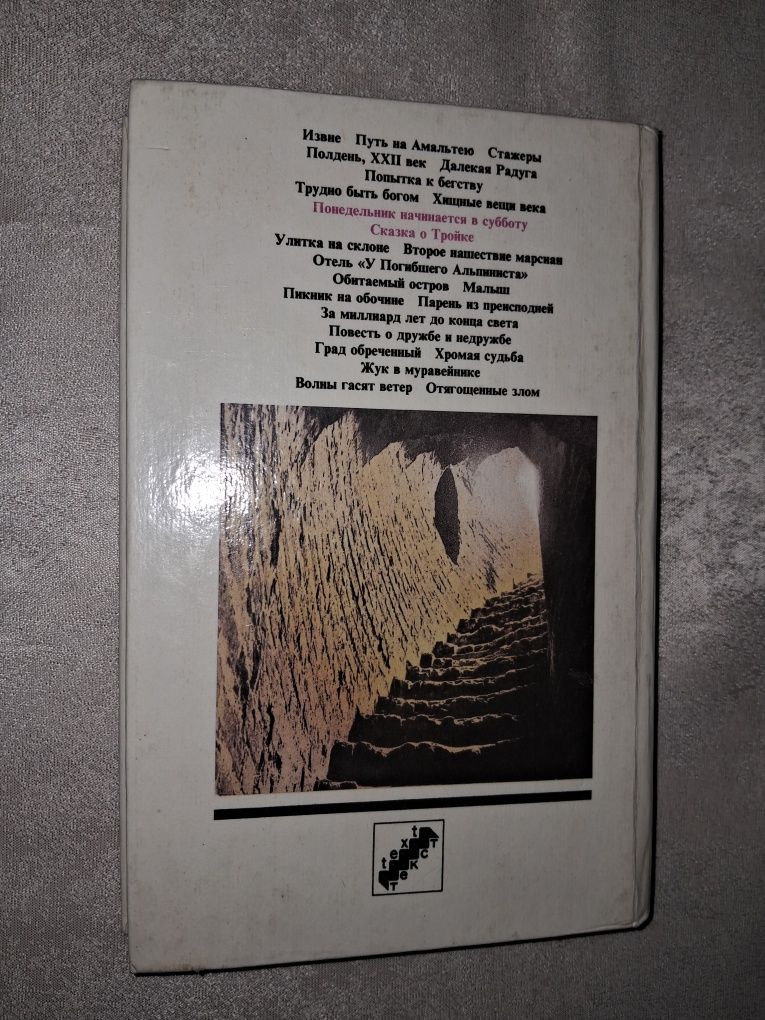 Извне Путь на Амальтею Стажеры
Полдень, XXII век Далекая Радуга
Попытка к бегству
Трудно быть богом Хищные вещи века
Понедельник начинается в субботу
Сказка о Тройке
Улитка на склоне Второе нашествие марсиан
Отель «У Погибшего Альпиниста»
Обитаемый остров Малыш
Пикник на обочине Парень из преисподней
За миллиард лет до конца света
Повесть о дружбе и недружбе
Град обреченный Хромая судьба
Жук в муравейнике
Волны гасят ветер Отягощенные злом
text
текст